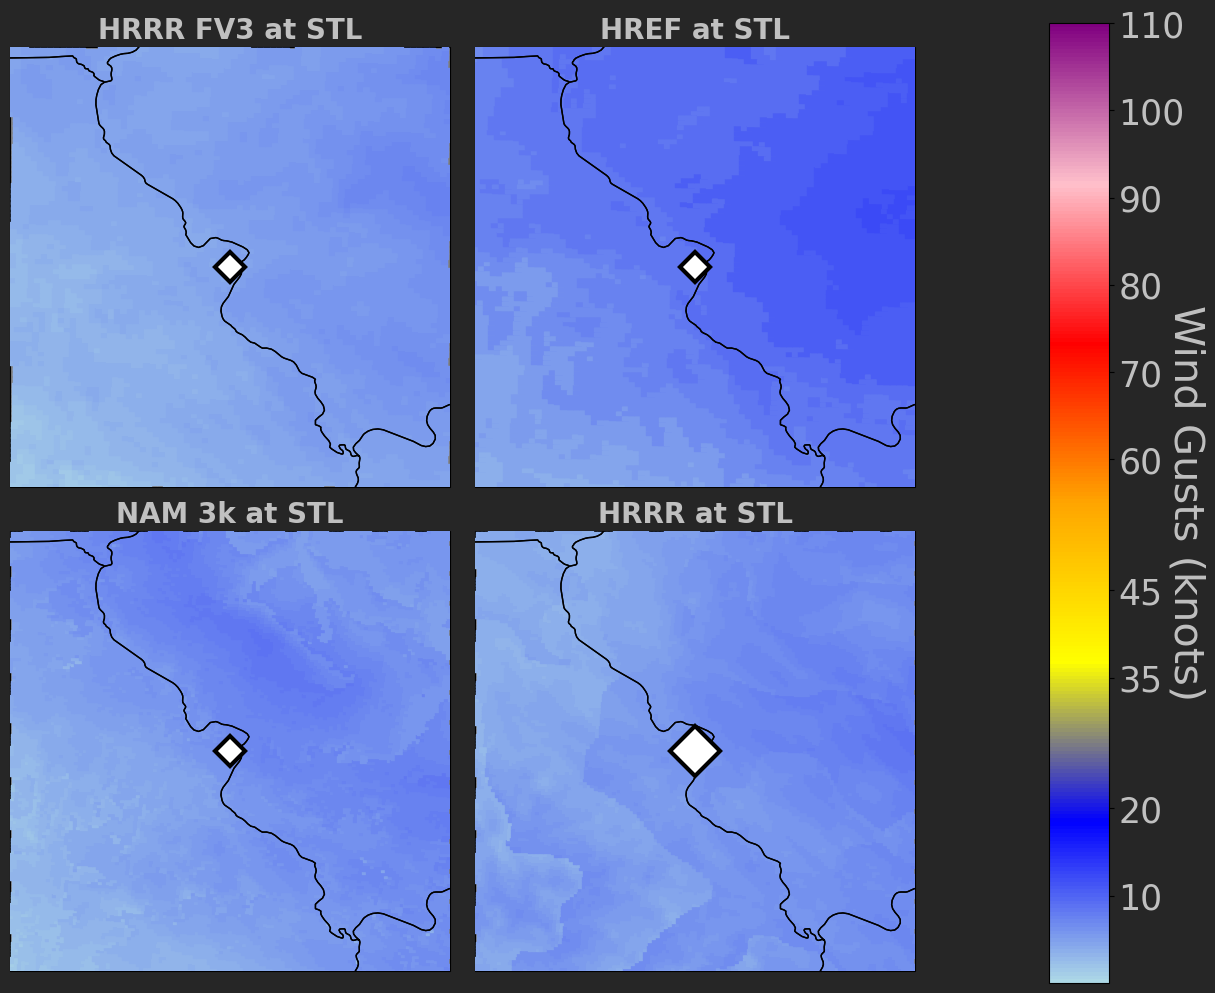 HRRR FV3 at STL
HREF at STL
NAM 3k at STL
HRRR at STL
110
100
90
80
70
60
45
35
20
10
Wind Gusts (knots)